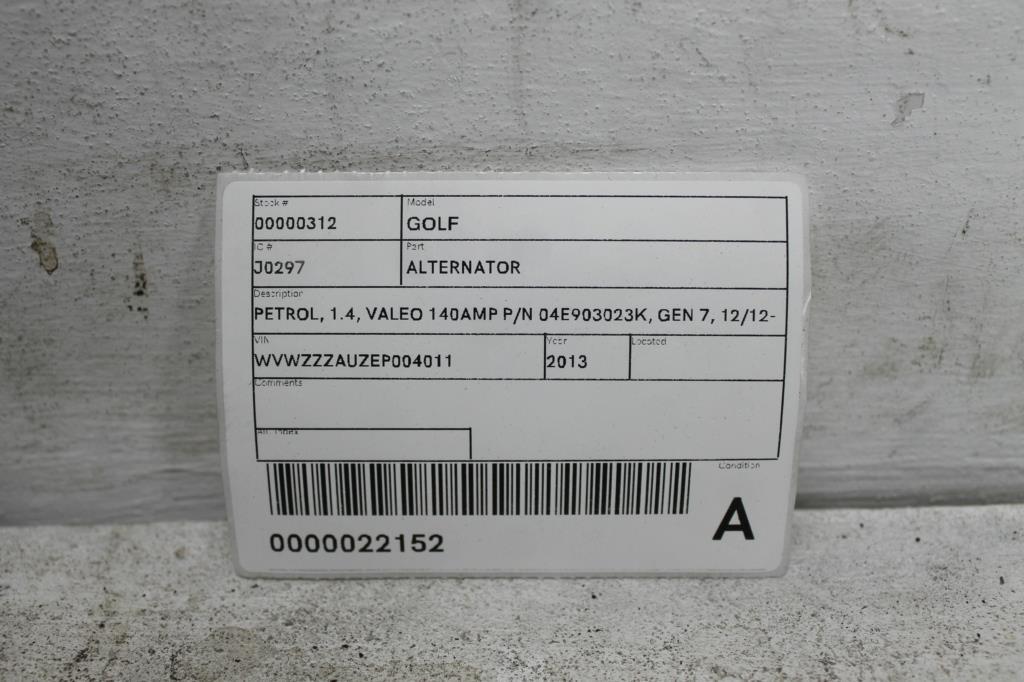 Stock # Model
00000312 GOLF
IC # Part
J0297 ALTERNATOR
Description
PETROL, 1.4, VALEO 140AMP P/N 04E903023K, GEN 7, 12/12-
VIN Year Located
WVWZZZAUZEP004011 2013
Comments
Index
Condition
A
0000022152